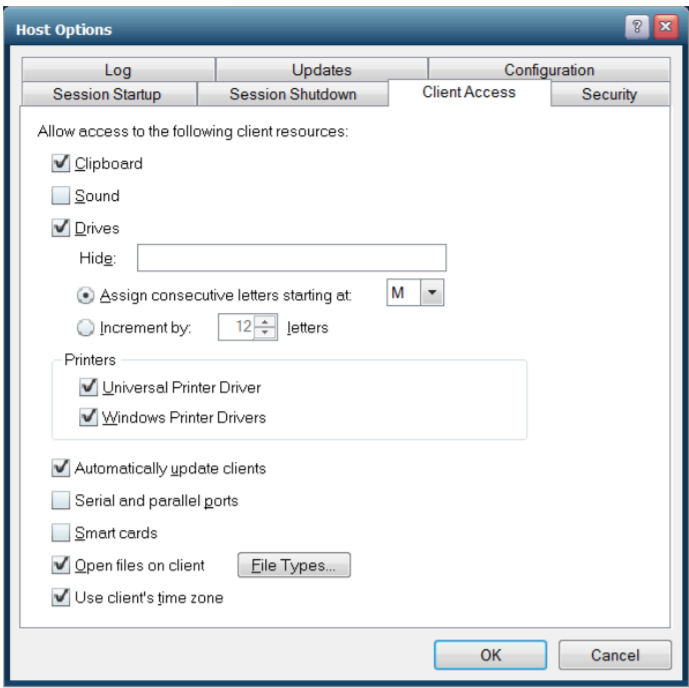 Host Options
Log Updates Configuration
Session Startup Session Shutdown Client Access Security
Allow access to the following client resources:
Clipboard
Sound
Drives
Hide:
Assign consecutive letters starting at: M
Increment by: 12 letters
Printers
Universal Printer Driver
Windows Printer Drivers
Automatically update clients
Serial and parallel ports
Smart cards
Open files on client File Types...
Use client's time zone
OK Cancel